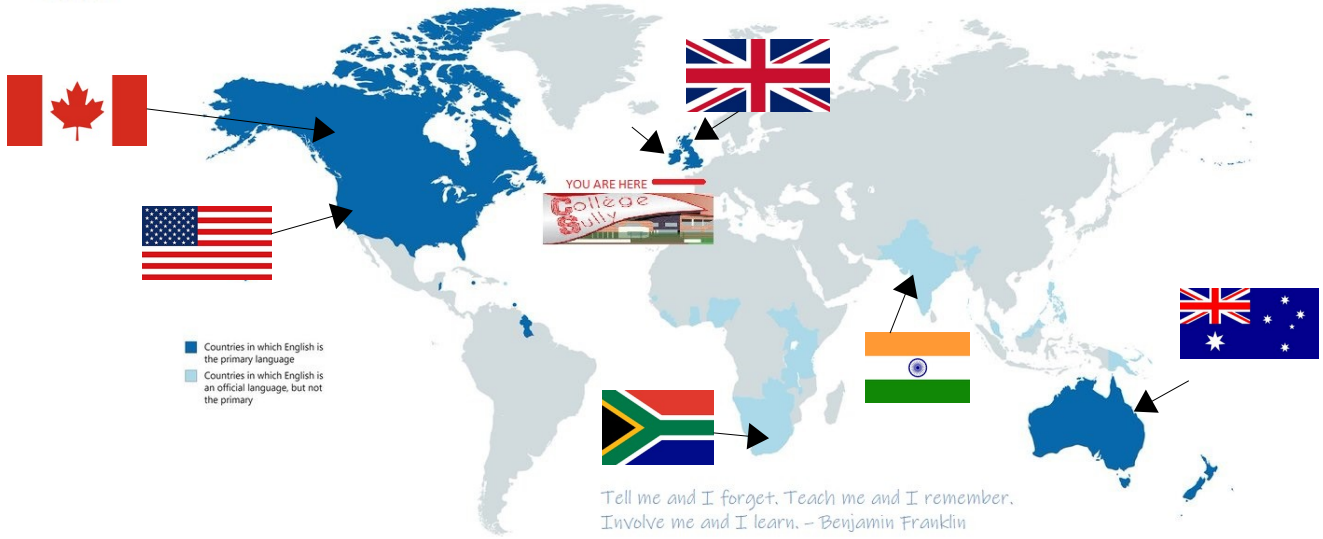 YOU ARE HERE
Collège
Sully
Countries in which English is
the primary language
Countries in which English is
an official language, but not
the primary
Tell me and I forget. Teach me and I remember.
Involve me and I learn. – Benjamin Franklin